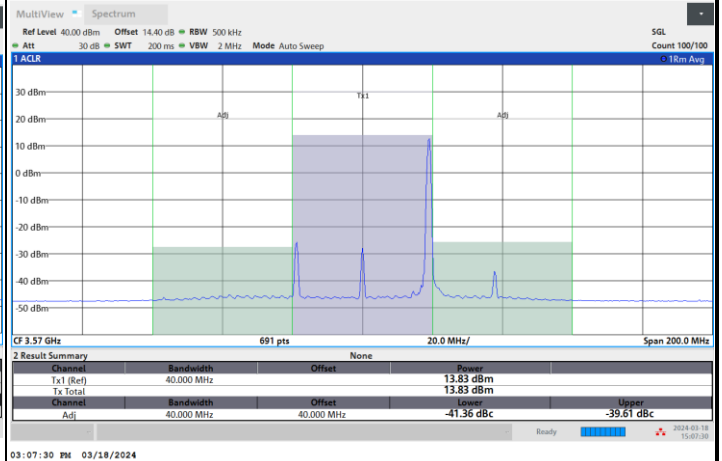 MultiView Spectrum
Ref Level 40.00 dBm Offset 14.40 dB RBW 500 kHz SGL
Att 30 dB SWT 200 ms VBW 2 MHz Mode Auto Sweep Count 100/100
1 ACLR 1Rm Avg
30 dBm
Tx1
20 dBm
Adj Adj
10 dBm
0 dBm
-10 dBm
-20 dBm
-30 dBm
-40 dBm
-50 dBm
CF 3.57 GHz 691 pts 20.0 MHz/ Span 200.0 MHz
2 Result Summary None
Channel Bandwidth Offset Power
Tx1 (Ref) 40.000 MHz 13.83 dBm
Tx Total 13.83 dBm
Channel Bandwidth Offset Lower Upper
Adj 40.000 MHz 40.000 MHz -41.36 dBc -39.61 dBc
Ready 2024-03-18
15:07:30
03:07:30 PM 03/18/2024